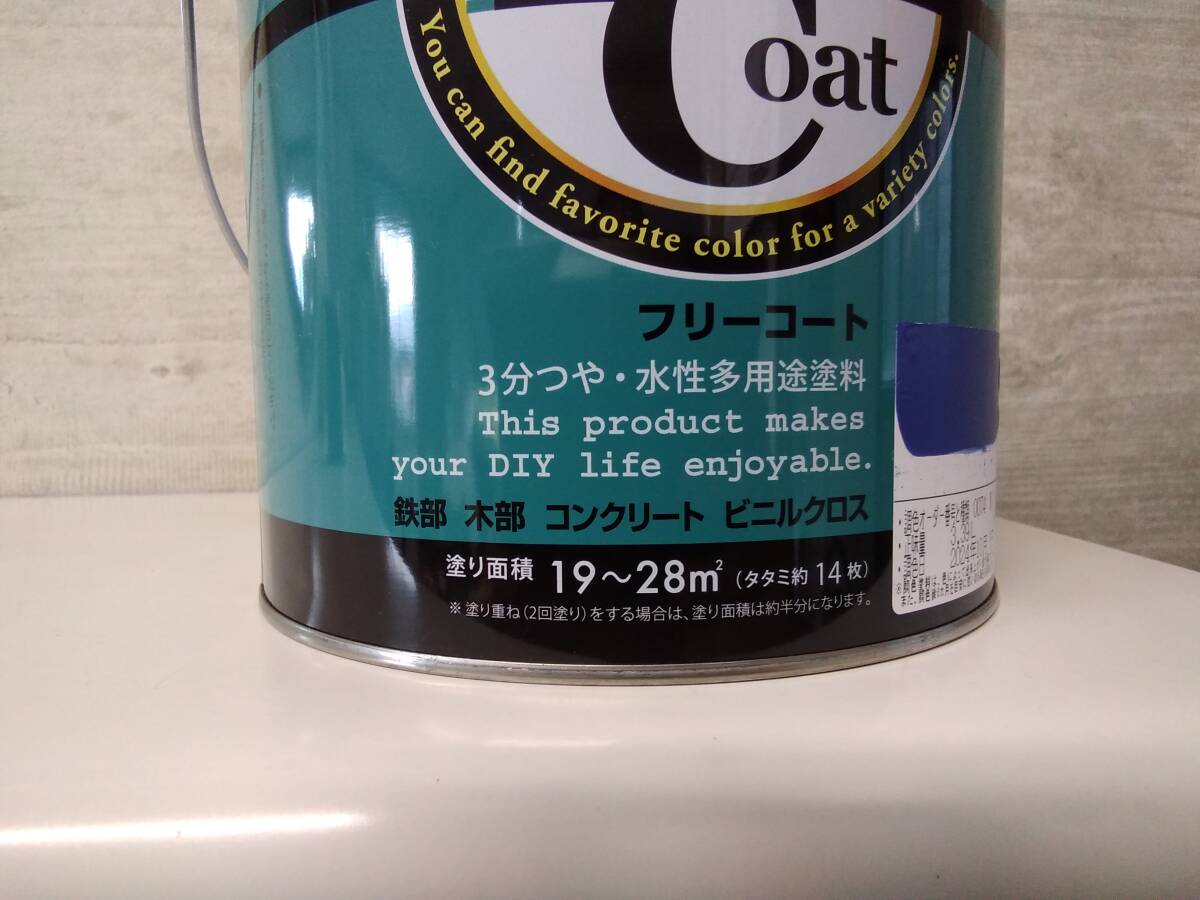 Coat
You can find favorite color for a variety colors.
フリーコート
3分つや・水性多用途塗料
This product makes
your DIY life enjoyable.
鉄部 木部 コンクリート ビニルクロス
塗り面積 19～28㎡ (タタミ約14枚)
※塗り重ね(2回塗り)をする場合は、塗り面積は約半分になります。